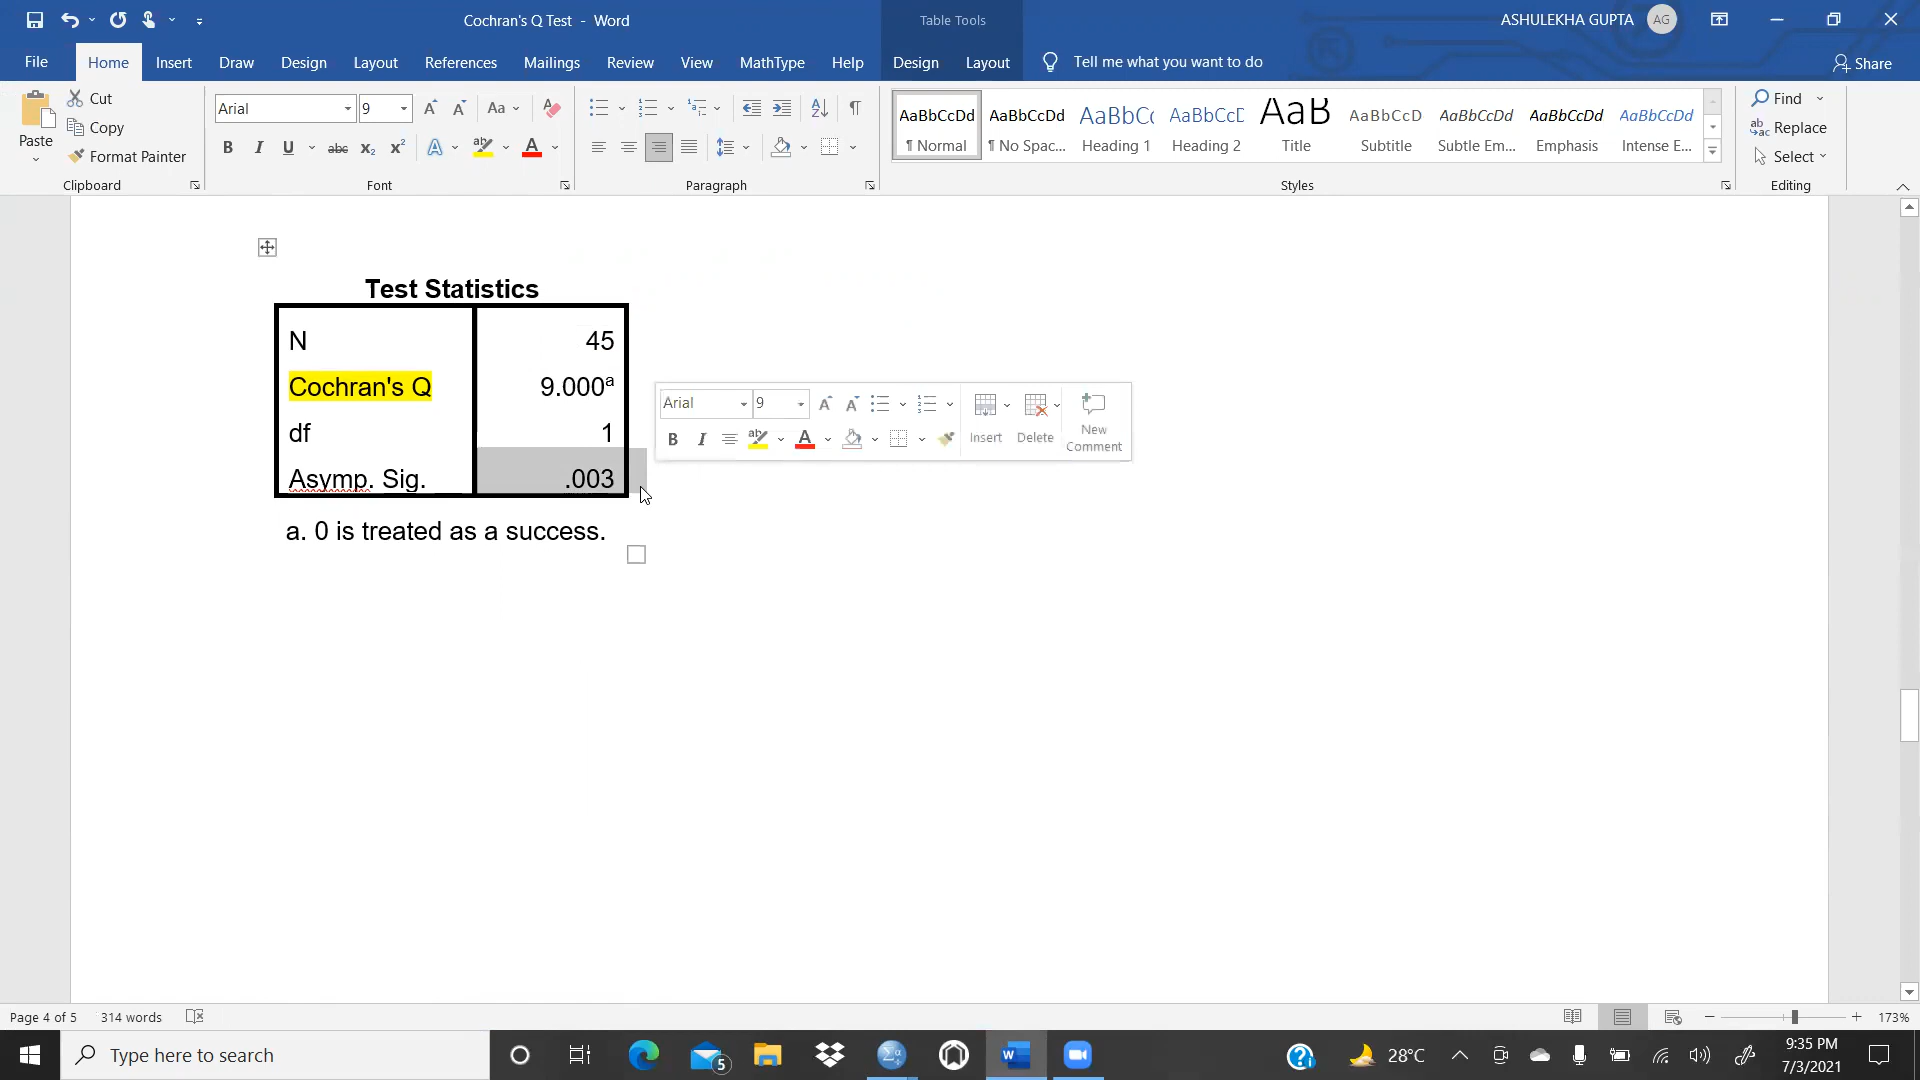 Cochran's Q Test - Word
Table Tools
ASHULEKHA GUPTA
AG
File
Home
Insert
Draw
Design
Layout
References
Mailings
Review
View
MathType
Help
Design
Layout
Tell me what you want to do
Share
Paste
Cut
Copy
Format Painter
Clipboard
Arial
9
Font
Paragraph
AaBbCcDd
¶ Normal
AaBbCcDd
¶ No Spac...
AaBbCc
Heading 1
AaBbCcD
Heading 2
AaB
Title
AaBbCcD
Subtitle
AaBbCcDd
Subtle Em...
AaBbCcDd
Emphasis
AaBbCcDd
Intense E...
Styles
Find
Replace
Select
Editing
Test Statistics
N 45
Cochran's Q 9.000ᵃ
df 1
Asymp. Sig. .003
a. 0 is treated as a success.
Arial
9
Insert
Delete
New
Comment
Page 4 of 5
314 words
173%
Type here to search
5
28°C
9:35 PM
7/3/2021